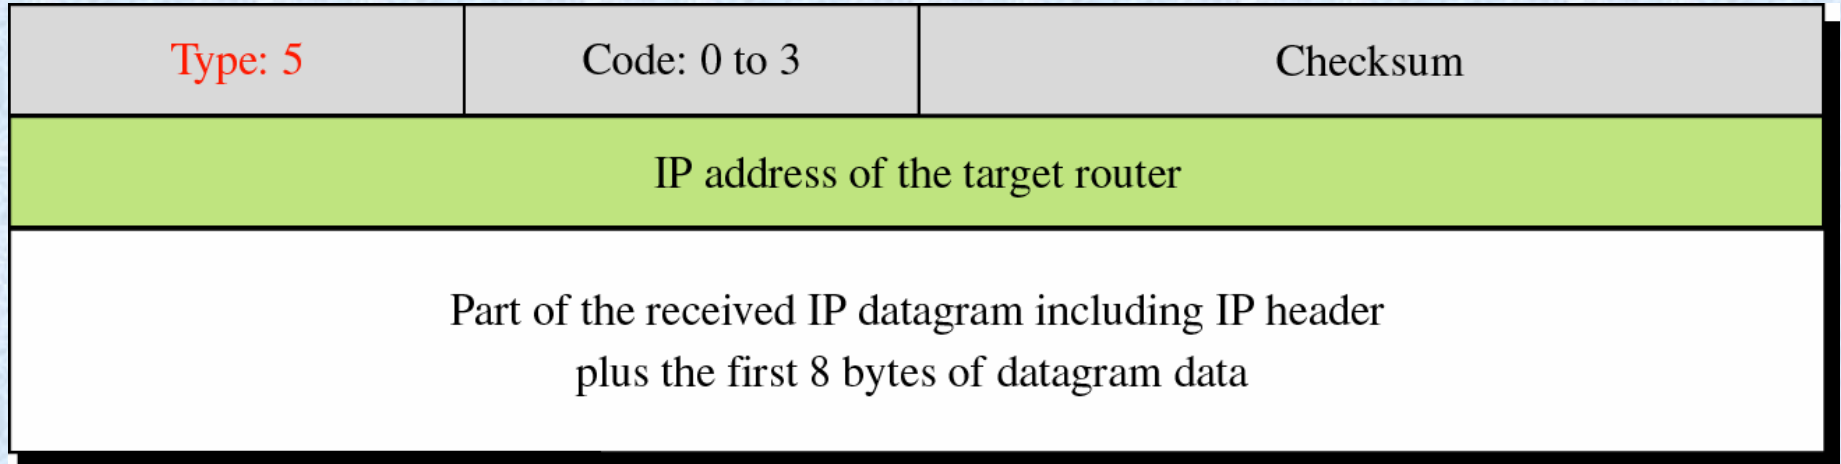 Type: 5
Code: 0 to 3
Checksum
IP address of the target router
Part of the received IP datagram including IP header
plus the first 8 bytes of datagram data